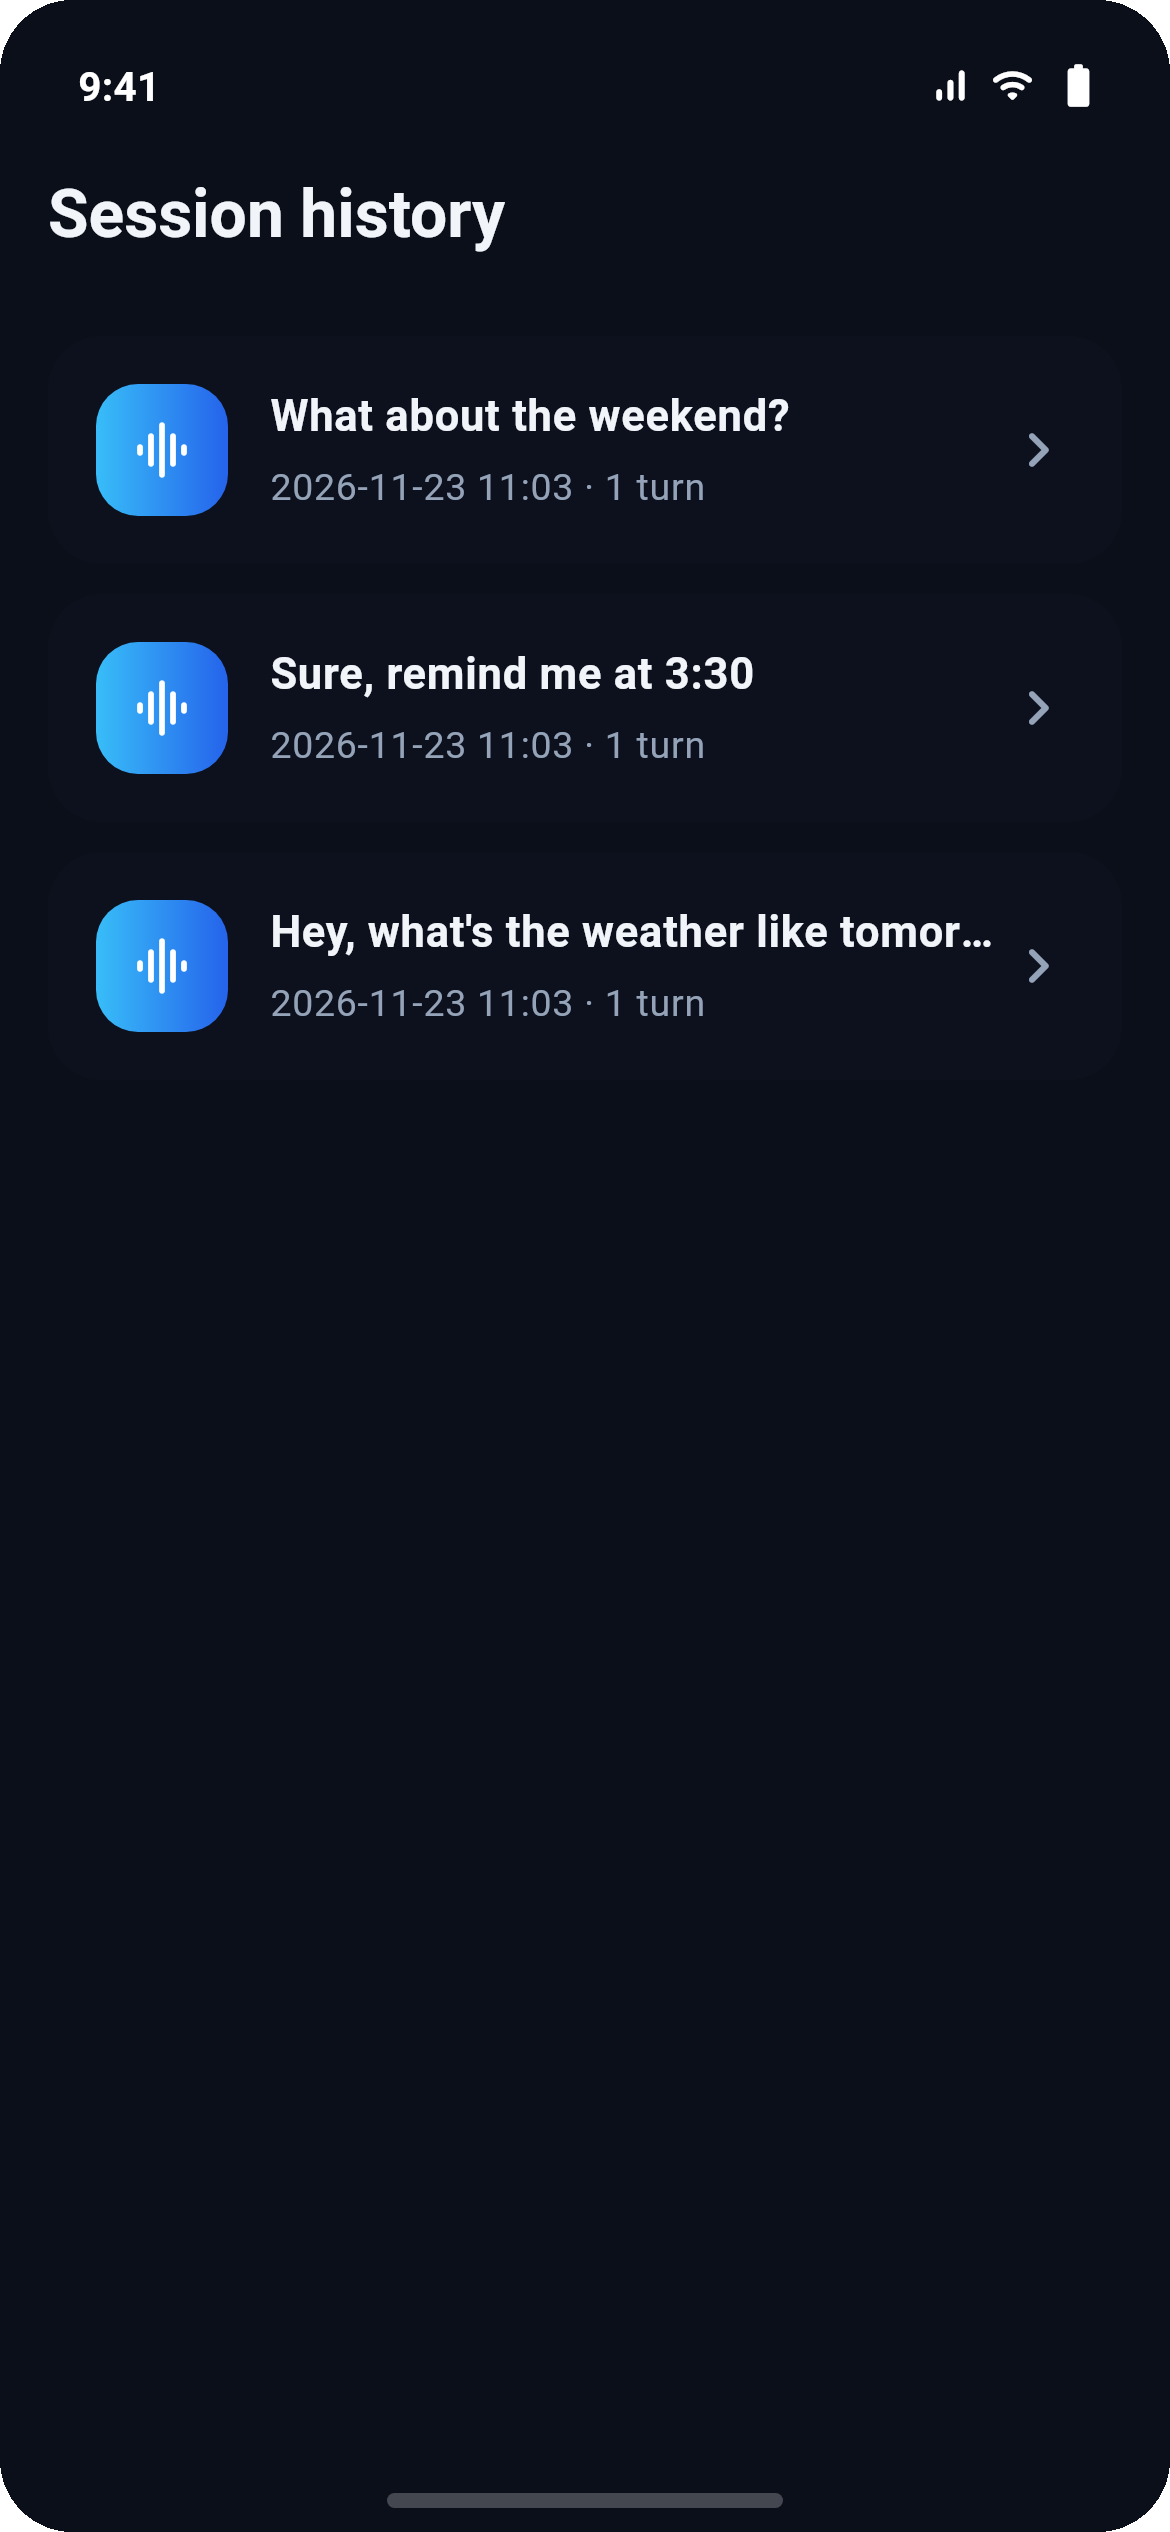 9:41
Session history
What about the weekend?
2026-11-23 11:03 · 1 turn
Sure, remind me at 3:30
2026-11-23 11:03 · 1 turn
Hey, what's the weather like tomor…
2026-11-23 11:03 · 1 turn